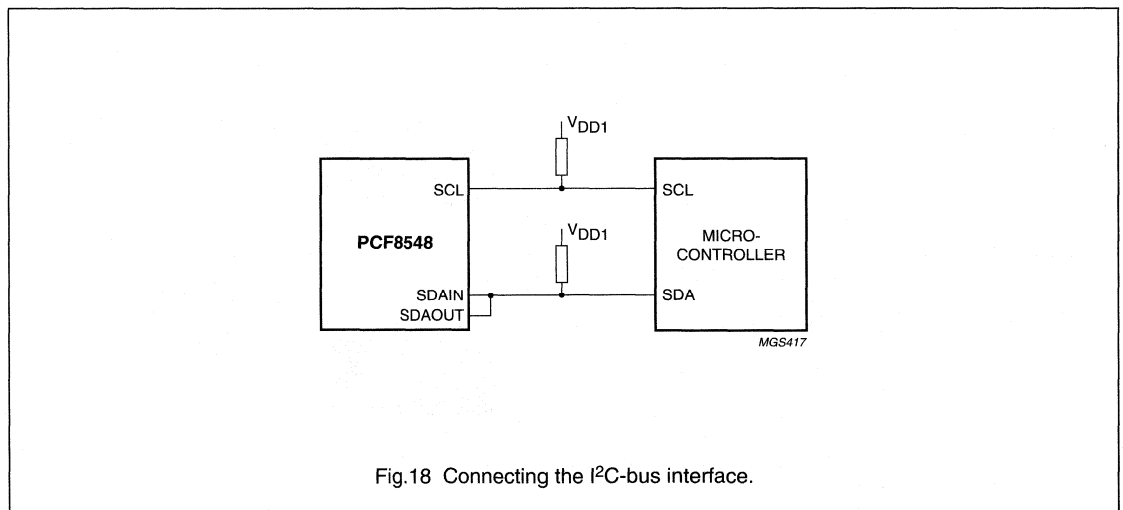 VDD1
SCL
SCL
PCF8548
VDD1
MICRO-
CONTROLLER
SDAIN
SDA
SDAOUT
MGS417
Fig.18 Connecting the I²C-bus interface.